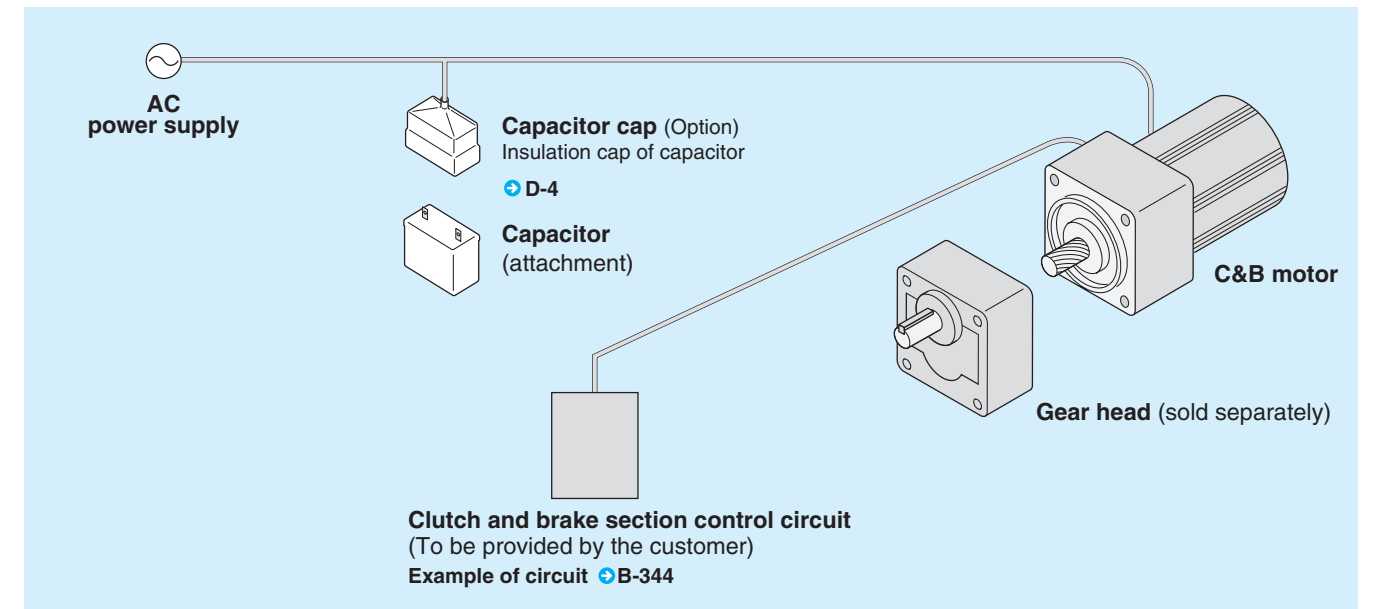 AC
power supply
Capacitor cap (Option)
Insulation cap of capacitor
D-4
Capacitor
(attachment)
C&B motor
Gear head (sold separately)
Clutch and brake section control circuit
(To be provided by the customer)
Example of circuit B-344